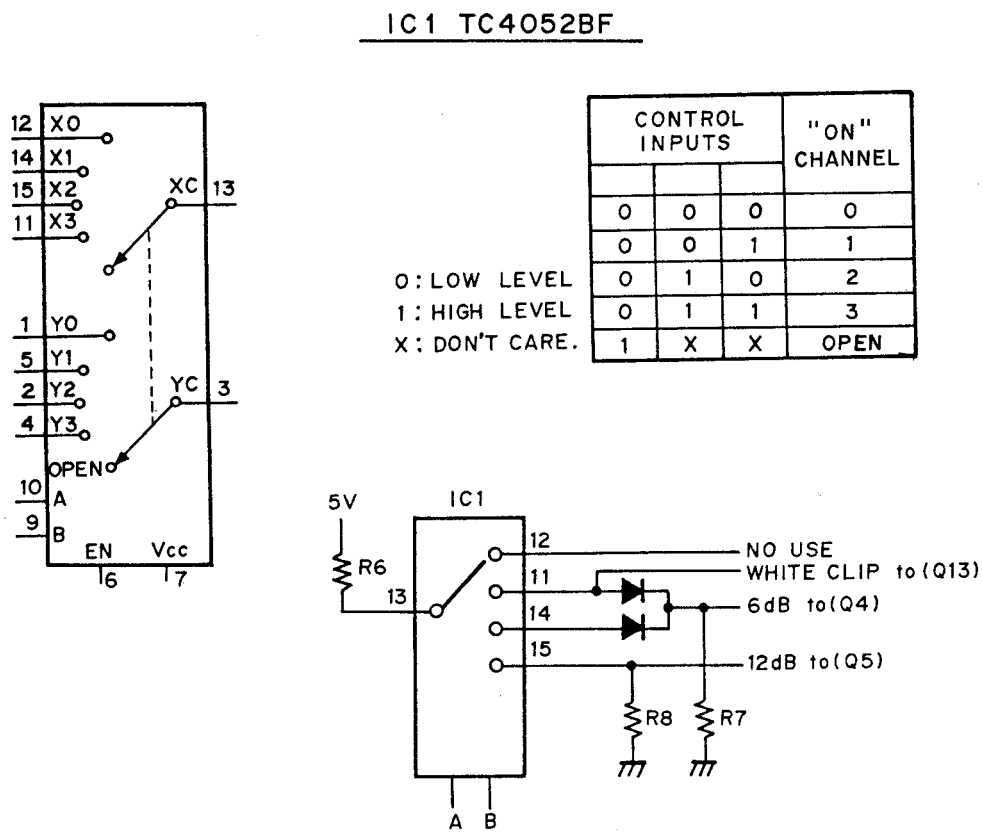 IC1 TC4052BF
12 X0
14 X1
15 X2
11 X3
XC 13
1 Y0
5 Y1
2 Y2
4 Y3
YC 3
OPEN
10 A
9 B
EN Vcc
6 7
CONTROL INPUTS "ON" CHANNEL
0 0 0 0
0 0 1 1
0 1 0 2
0 1 1 3
1 X X OPEN
0: LOW LEVEL
1: HIGH LEVEL
X: DON'T CARE.
5V
R6
IC1
13
12 NO USE
WHITE CLIP to (Q13)
11
6dB to (Q4)
14
15 12dB to (Q5)
R8 R7
A B